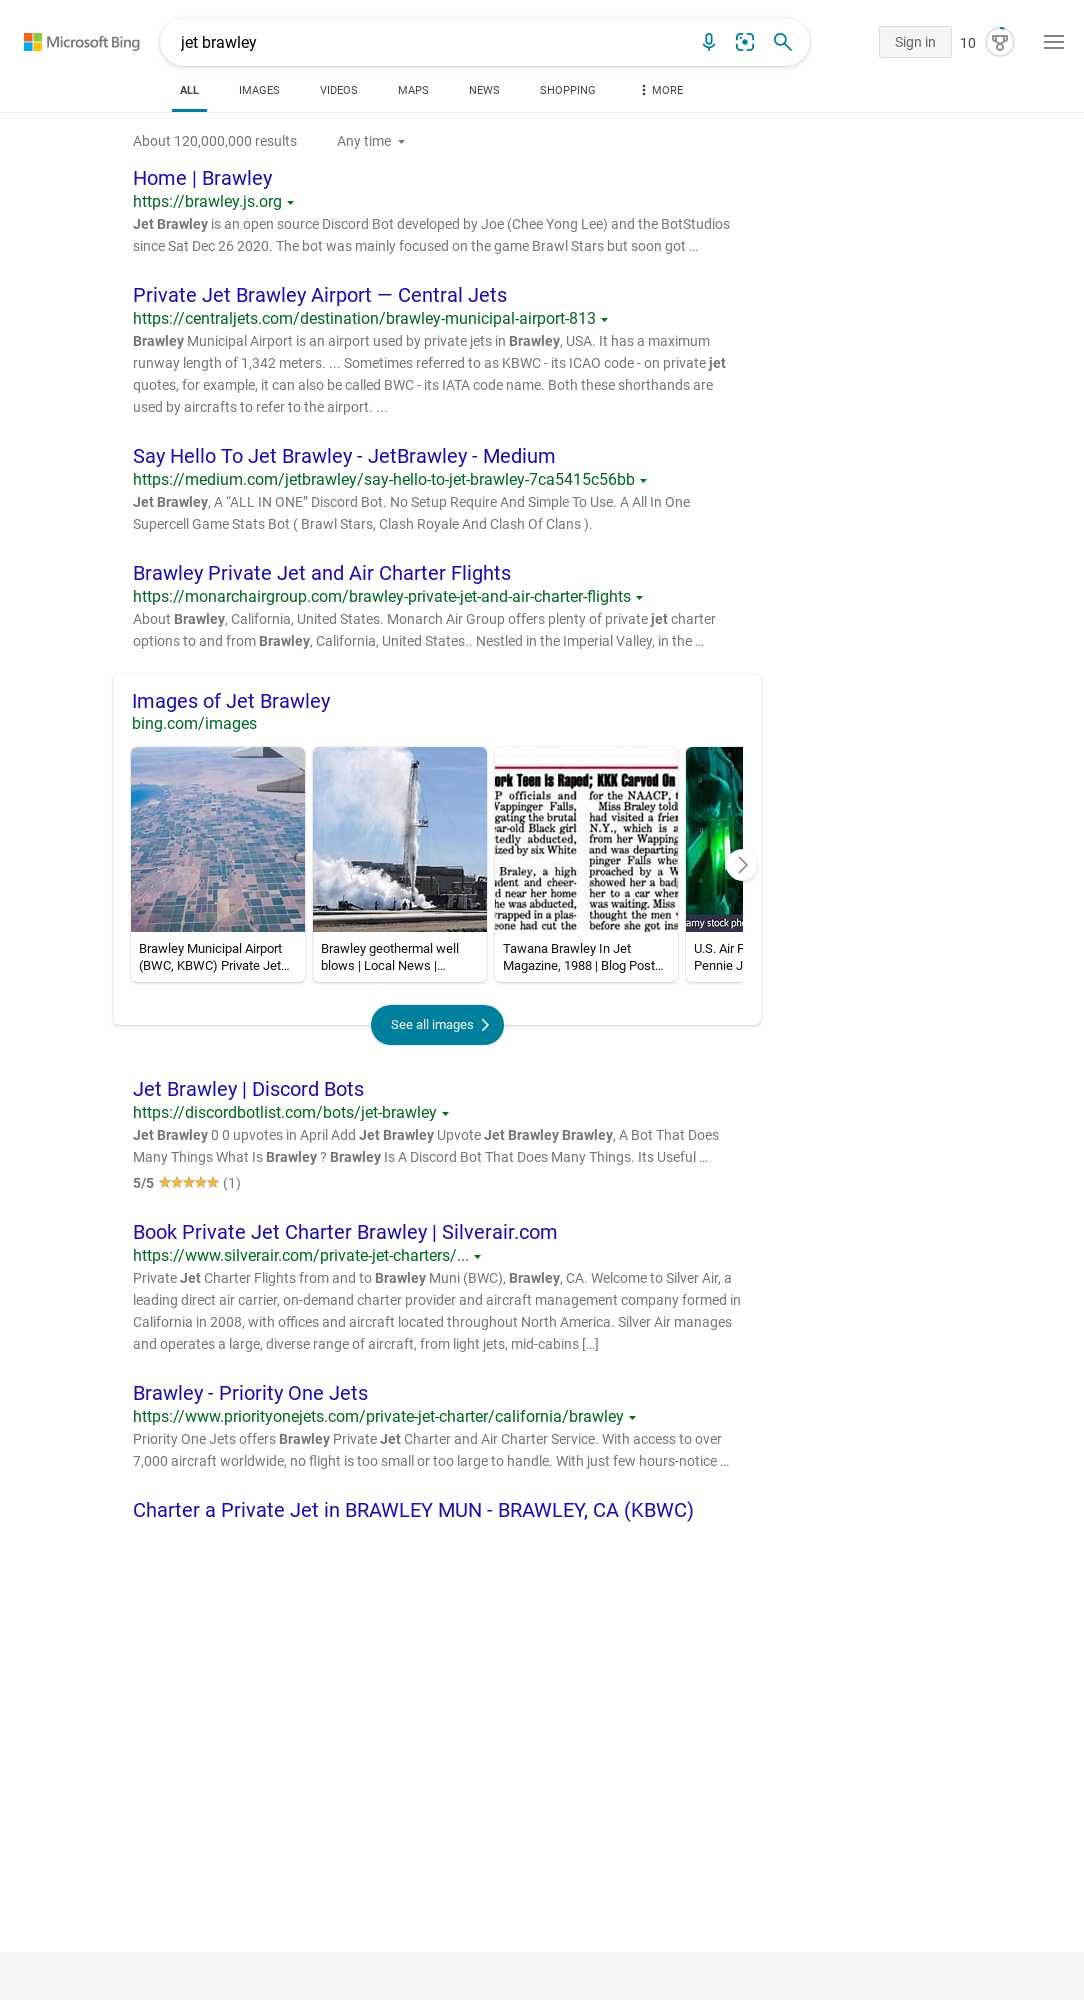 Microsoft Bing
jet brawley
Sign in
10
ALL
IMAGES
VIDEOS
MAPS
NEWS
SHOPPING
MORE
About 120,000,000 results
Any time
Home | Brawley
https://brawley.js.org
Jet Brawley is an open source Discord Bot developed by Joe (Chee Yong Lee) and the BotStudios
since Sat Dec 26 2020. The bot was mainly focused on the game Brawl Stars but soon got …
Private Jet Brawley Airport — Central Jets
https://centraljets.com/destination/brawley-municipal-airport-813
Brawley Municipal Airport is an airport used by private jets in Brawley, USA. It has a maximum
runway length of 1,342 meters. ... Sometimes referred to as KBWC - its ICAO code - on private jet
quotes, for example, it can also be called BWC - its IATA code name. Both these shorthands are
used by aircrafts to refer to the airport. ...
Say Hello To Jet Brawley - JetBrawley - Medium
https://medium.com/jetbrawley/say-hello-to-jet-brawley-7ca5415c56bb
Jet Brawley, A “ALL IN ONE” Discord Bot. No Setup Require And Simple To Use. A All In One
Supercell Game Stats Bot ( Brawl Stars, Clash Royale And Clash Of Clans ).
Brawley Private Jet and Air Charter Flights
https://monarchairgroup.com/brawley-private-jet-and-air-charter-flights
About Brawley, California, United States. Monarch Air Group offers plenty of private jet charter
options to and from Brawley, California, United States.. Nestled in the Imperial Valley, in the …
Images of Jet Brawley
bing.com/images
ork Teen Is Raped; KKK Carved On
P officials and
Wappinger Falls,
gating the brutal
ear-old Black girl
tedly abducted,
ized by six White
Braley, a high
udent and cheer-
d near her home
he was abducted,
wrapped in a plas-
eone had cut the
for the NAACP, t
Miss Braley told
had visited a frie
N.Y., which is a
from her Wapping
and was departing
pinger Falls whe
proached by a W
showed her a bad
her to a car when
was waiting. Miss
thought the men w
before she got ins
amy stock pho
Brawley Municipal Airport
(BWC, KBWC) Private Jet…
Brawley geothermal well
blows | Local News |…
Tawana Brawley In Jet
Magazine, 1988 | Blog Post…
U.S. Air F
Pennie J
See all images
Jet Brawley | Discord Bots
https://discordbotlist.com/bots/jet-brawley
Jet Brawley 0 0 upvotes in April Add Jet Brawley Upvote Jet Brawley Brawley, A Bot That Does
Many Things What Is Brawley ? Brawley Is A Discord Bot That Does Many Things. Its Useful …
5/5 (1)
Book Private Jet Charter Brawley | Silverair.com
https://www.silverair.com/private-jet-charters/...
Private Jet Charter Flights from and to Brawley Muni (BWC), Brawley, CA. Welcome to Silver Air, a
leading direct air carrier, on-demand charter provider and aircraft management company formed in
California in 2008, with offices and aircraft located throughout North America. Silver Air manages
and operates a large, diverse range of aircraft, from light jets, mid-cabins […]
Brawley - Priority One Jets
https://www.priorityonejets.com/private-jet-charter/california/brawley
Priority One Jets offers Brawley Private Jet Charter and Air Charter Service. With access to over
7,000 aircraft worldwide, no flight is too small or too large to handle. With just few hours-notice …
Charter a Private Jet in BRAWLEY MUN - BRAWLEY, CA (KBWC)